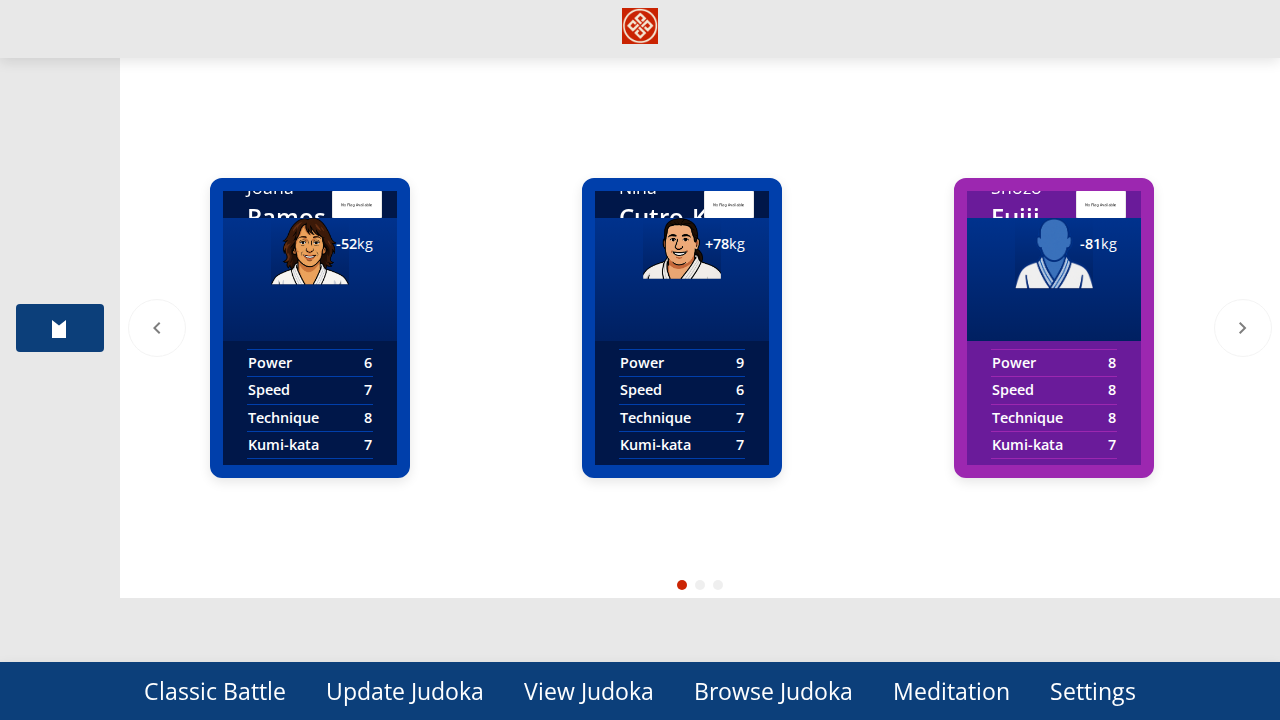 Joana
Ramos
No Flag Available
-52kg
Power 6
Speed 7
Technique 8
Kumi-kata 7
Nina
Cutro-K
No Flag Available
+78kg
Power 9
Speed 6
Technique 7
Kumi-kata 7
Shozo
Fujii
No Flag Available
-81kg
Power 8
Speed 8
Technique 8
Kumi-kata 7
Classic Battle Update Judoka View Judoka Browse Judoka Meditation Settings